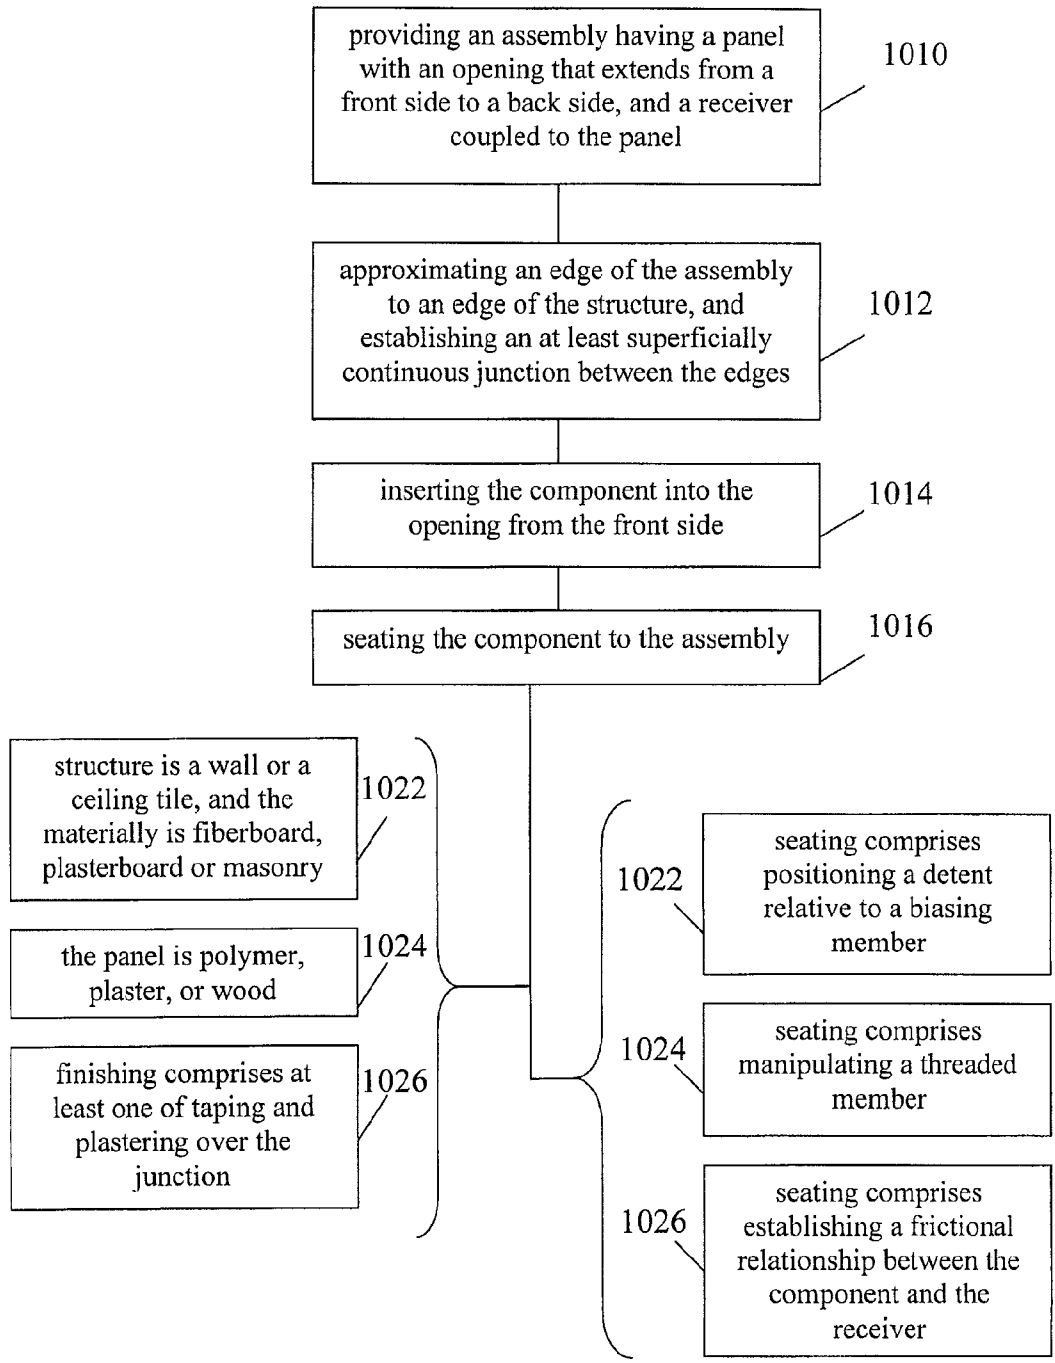 providing an assembly having a panel
with an opening that extends from a
front side to a back side, and a receiver
coupled to the panel
1010
approximating an edge of the assembly
to an edge of the structure, and
establishing an at least superficially
continuous junction between the edges
1012
inserting the component into the
opening from the front side
1014
seating the component to the assembly
1016
structure is a wall or a
ceiling tile, and the
materially is fiberboard,
plasterboard or masonry
1022
the panel is polymer,
plaster, or wood
1024
finishing comprises at
least one of taping and
plastering over the
junction
1026
1022
seating comprises
positioning a detent
relative to a biasing
member
1024
seating comprises
manipulating a threaded
member
1026
seating comprises
establishing a frictional
relationship between the
component and the
receiver